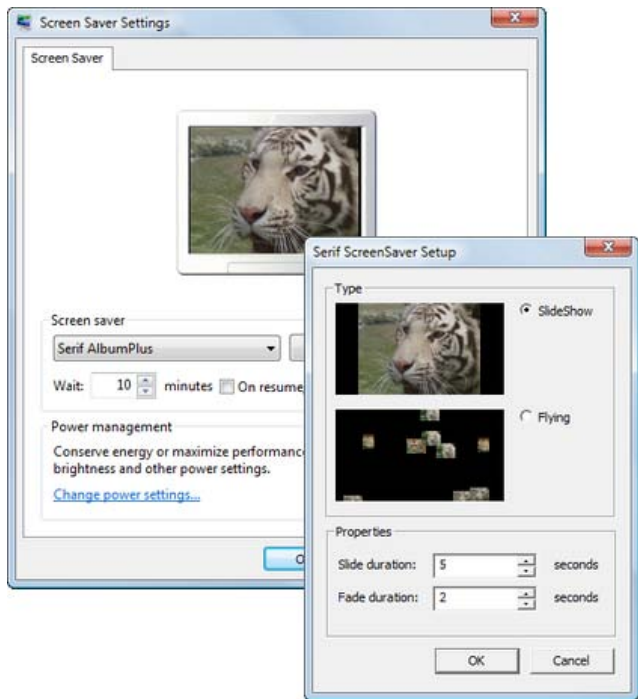 Screen Saver Settings
Screen Saver
Screen saver
Serif AlbumPlus
Wait: 10 minutes On resume,
Power management
Conserve energy or maximize performance
brightness and other power settings.
Change power settings...
Serif ScreenSaver Setup
Type
SlideShow
Flying
Properties
Slide duration: 5 seconds
Fade duration: 2 seconds
OK Cancel